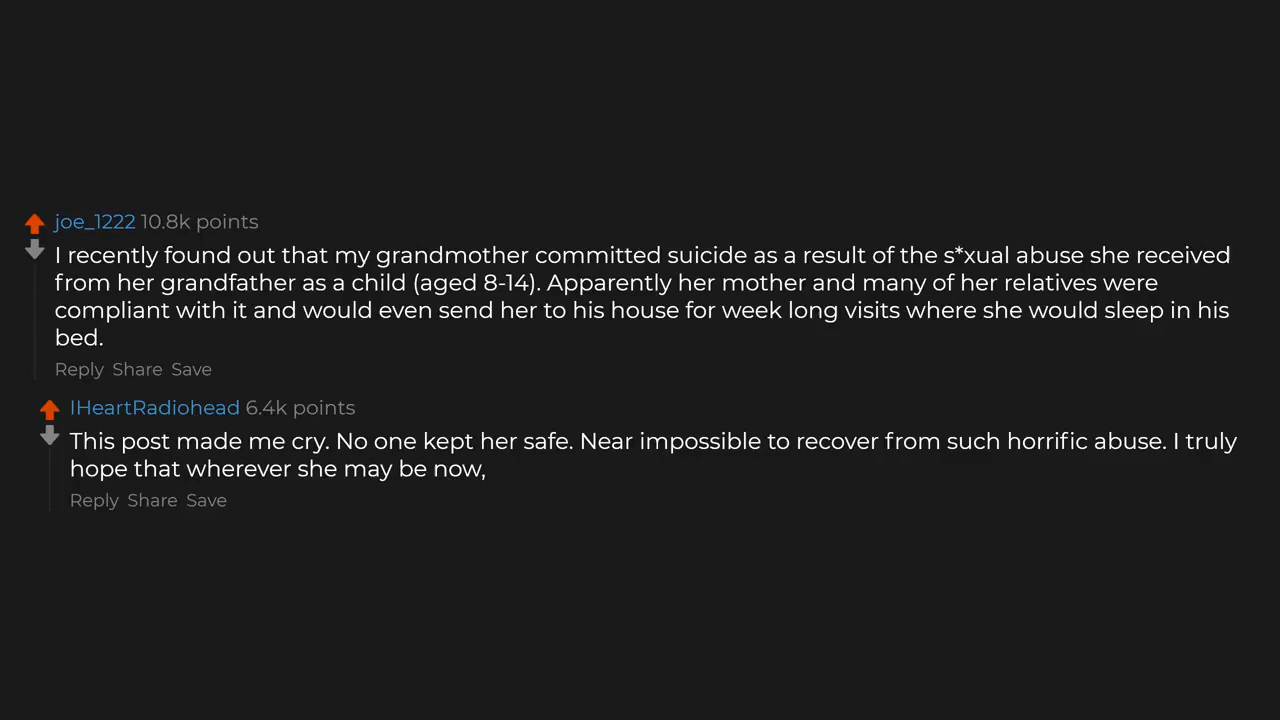 joe_1222 10.8k points
I recently found out that my grandmother committed suicide as a result of the s*xual abuse she received
from her grandfather as a child (aged 8-14). Apparently her mother and many of her relatives were
compliant with it and would even send her to his house for week long visits where she would sleep in his
bed.
Reply Share Save
IHeartRadiohead 6.4k points
This post made me cry. No one kept her safe. Near impossible to recover from such horrific abuse. I truly
hope that wherever she may be now,
Reply Share Save